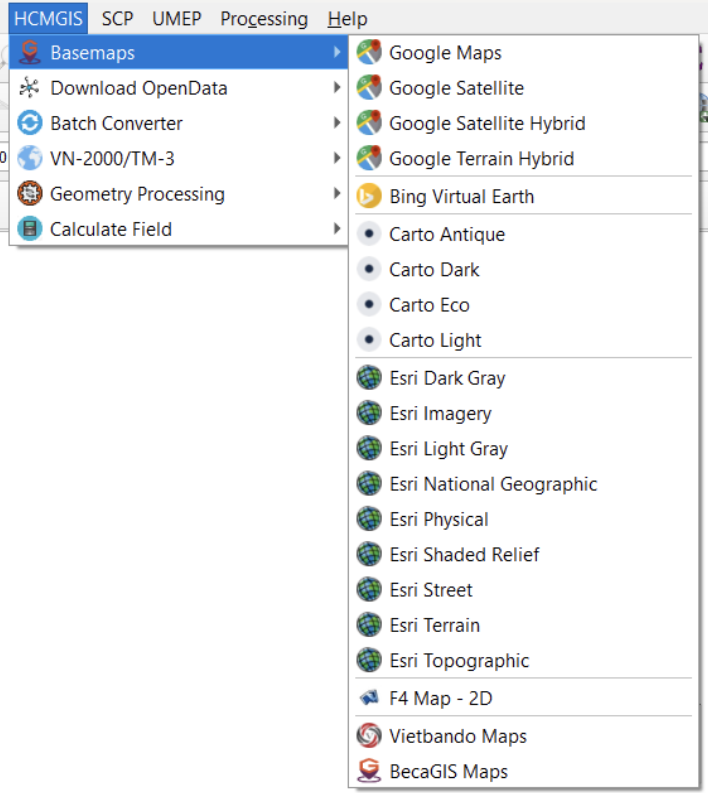 HCMGIS SCP UMEP Processing Help
Basemaps
Download OpenData
Batch Converter
VN-2000/TM-3
Geometry Processing
Calculate Field
Google Maps
Google Satellite
Google Satellite Hybrid
Google Terrain Hybrid
Bing Virtual Earth
Carto Antique
Carto Dark
Carto Eco
Carto Light
Esri Dark Gray
Esri Imagery
Esri Light Gray
Esri National Geographic
Esri Physical
Esri Shaded Relief
Esri Street
Esri Terrain
Esri Topographic
F4 Map - 2D
Vietbando Maps
BecaGIS Maps